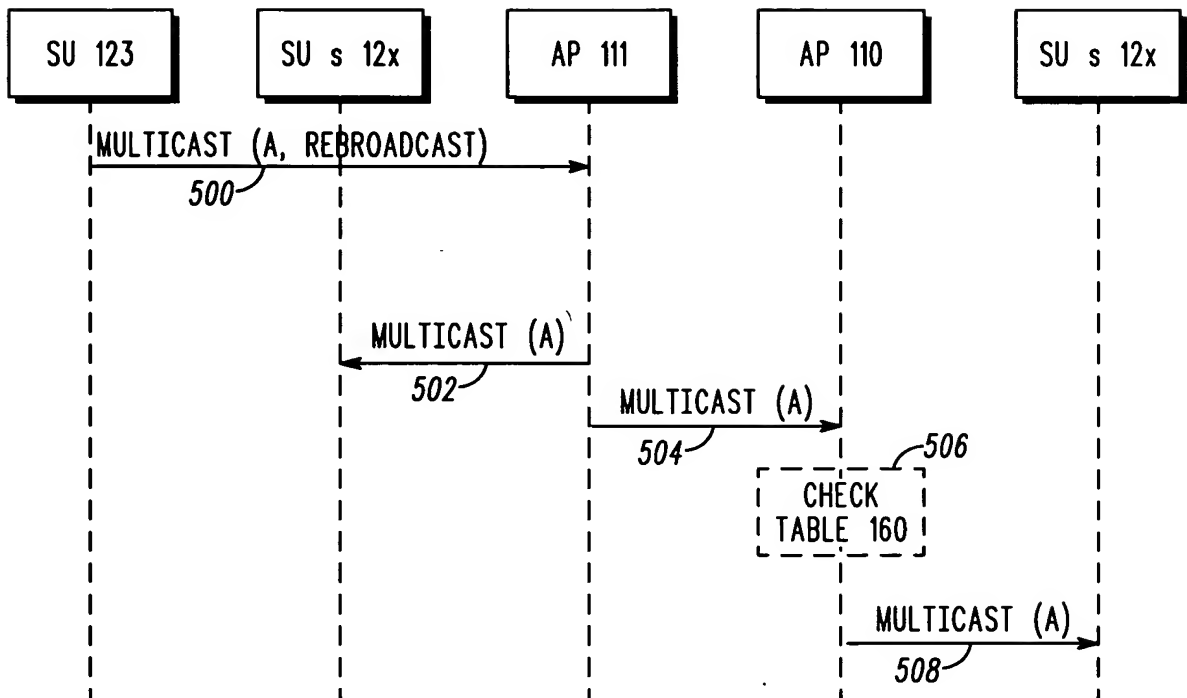 SU 123
SU s 12x
AP 111
AP 110
SU s 12x
MULTICAST (A, REBROADCAST)
500
MULTICAST (A)
502
MULTICAST (A)
504
506
CHECK
TABLE 160
MULTICAST (A)
508